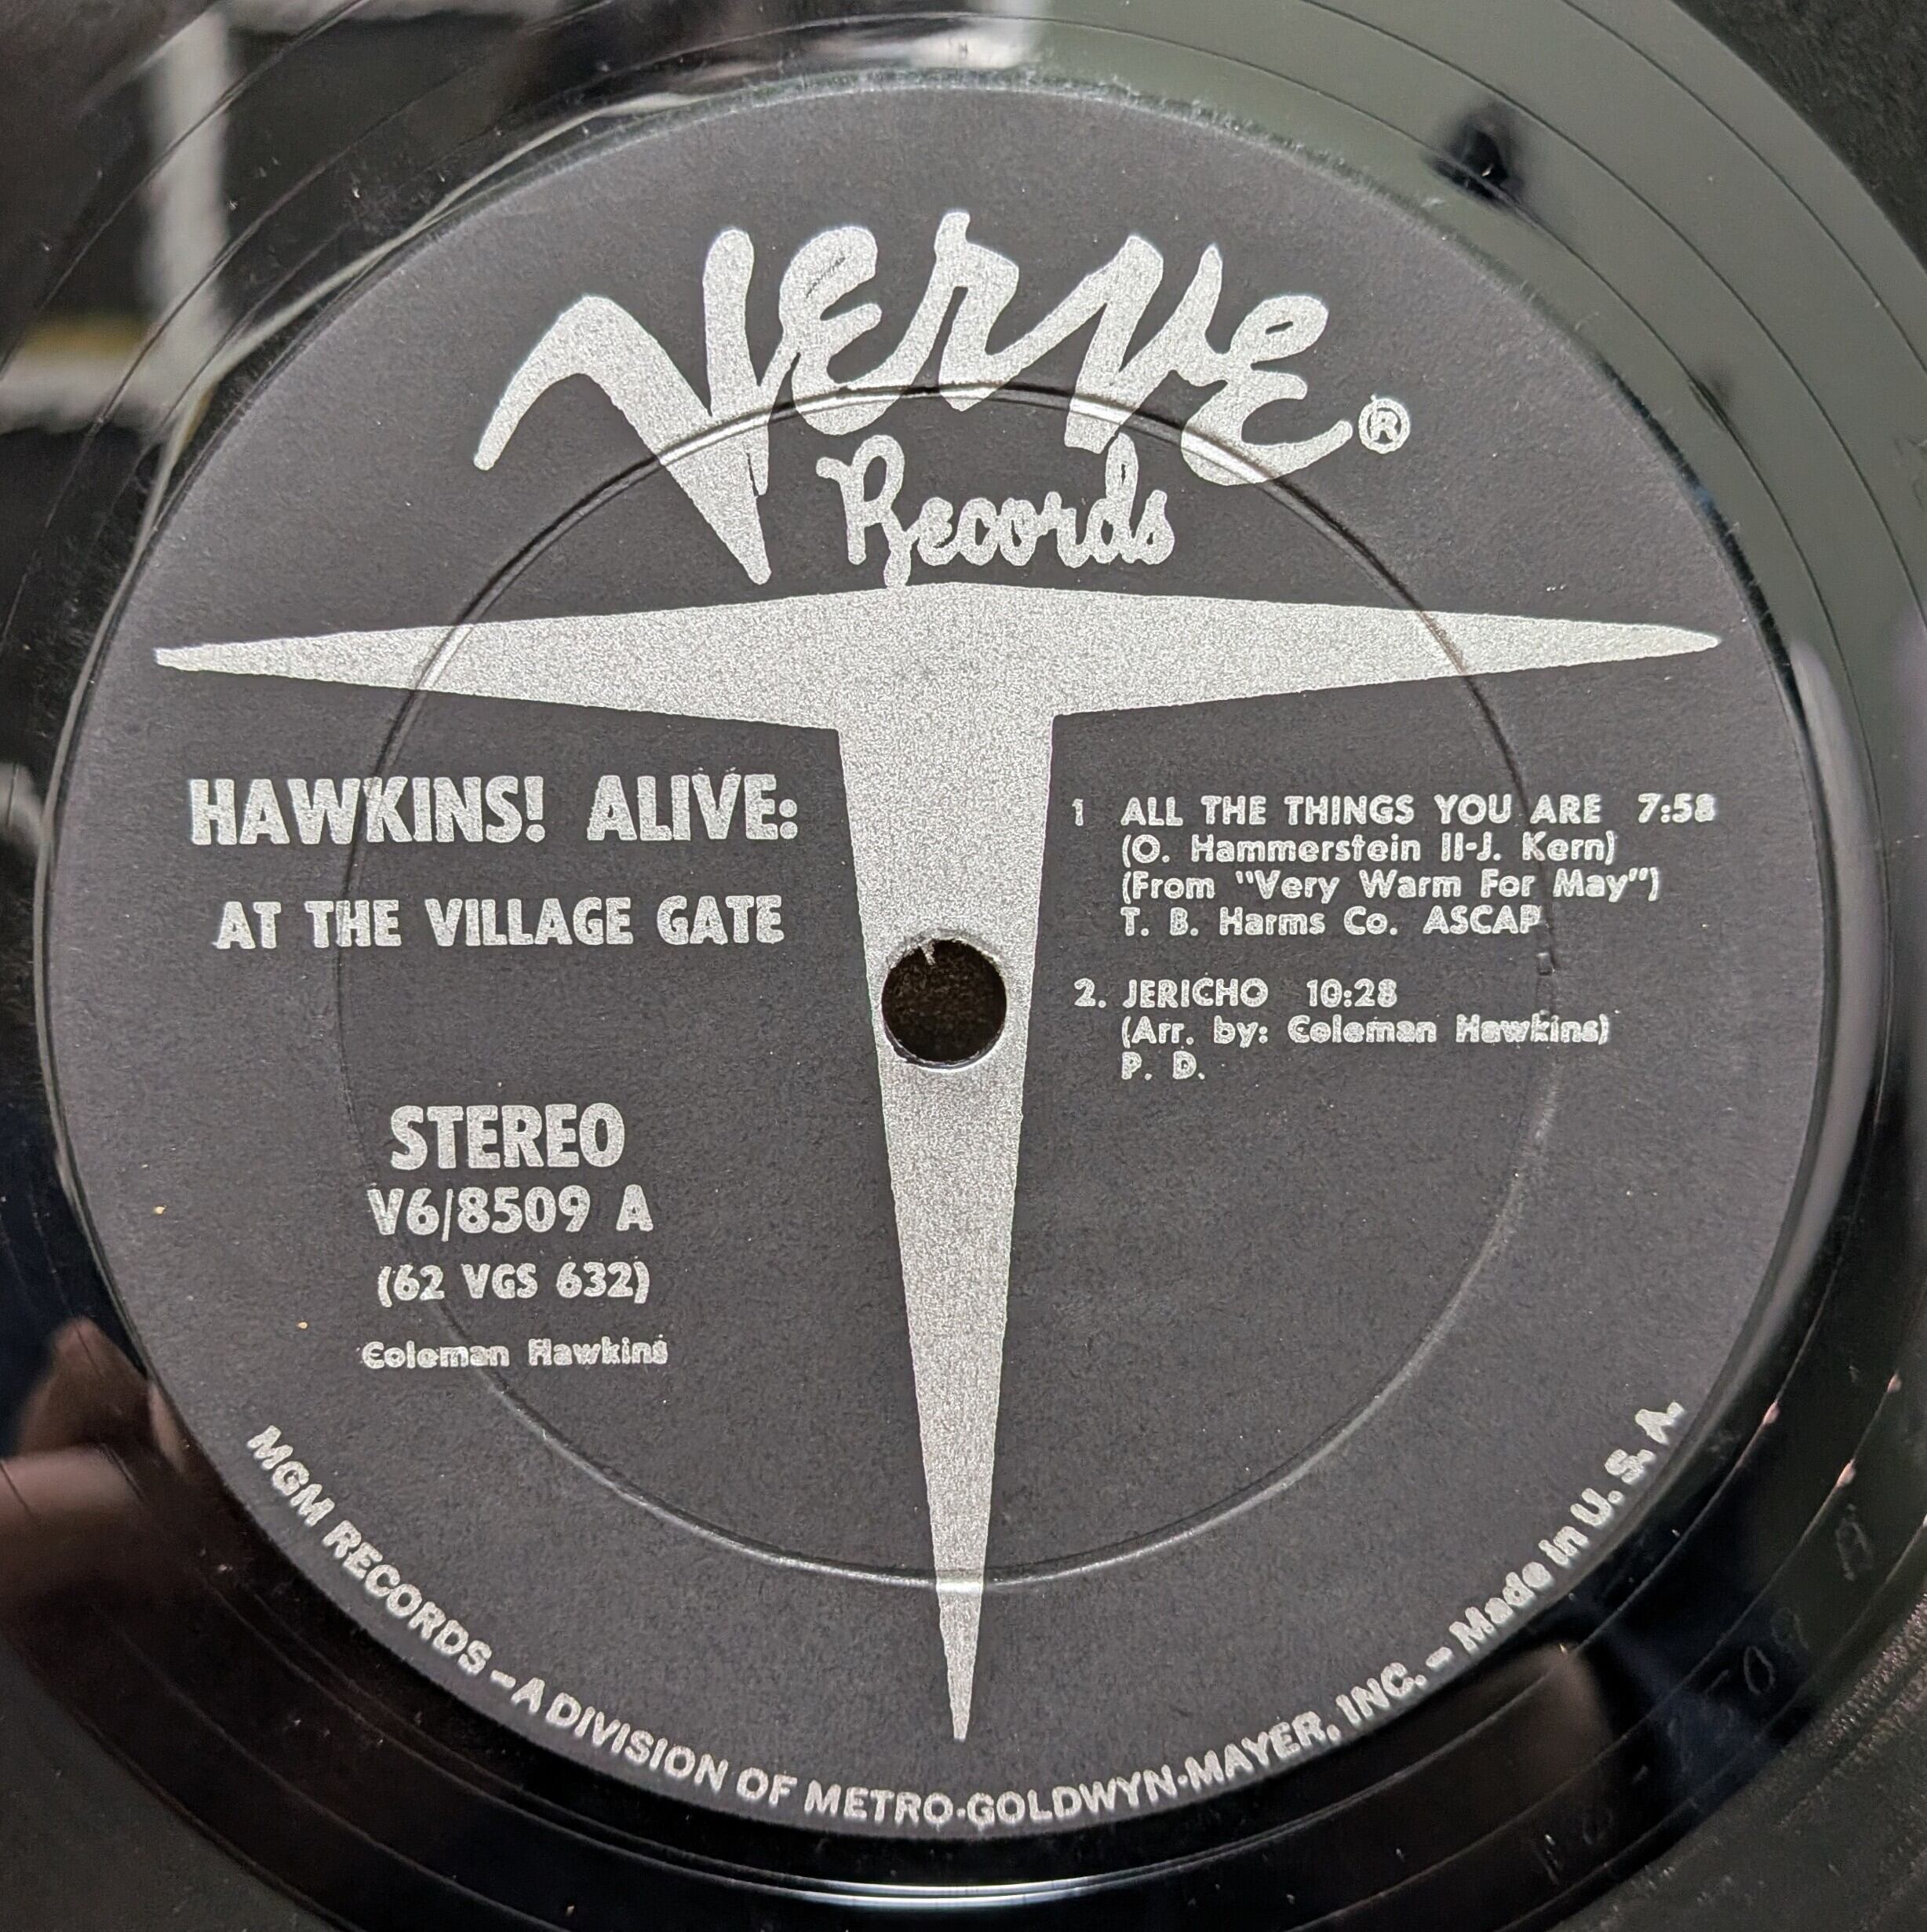 Verve®
Records
HAWKINS! ALIVE:
AT THE VILLAGE GATE
STEREO
V6/8509 A
(62 VGS 632)
Coleman Hawkins
1 ALL THE THINGS YOU ARE 7:58
(O. Hammerstein II-J. Kern)
(From "Very Warm For May")
T. B. Harms Co. ASCAP
2. JERICHO 10:28
(Arr. by: Coleman Hawkins)
P. D.
MGM RECORDS – A DIVISION OF METRO-GOLDWYN-MAYER, INC. – Made in U. S. A.